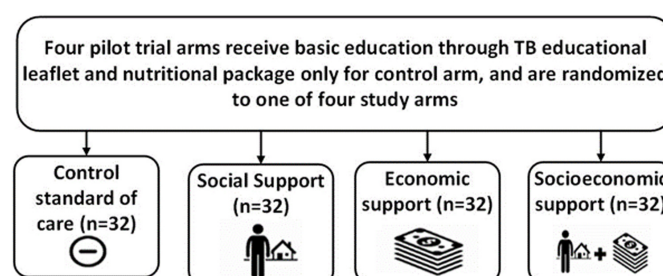 Four pilot trial arms receive basic education through TB educational
leaflet and nutritional package only for control arm, and are randomized
to one of four study arms
Control
standard of
care (n=32)
Social Support
(n=32)
Economic
support (n=32)
Socioeconomic
support (n=32)